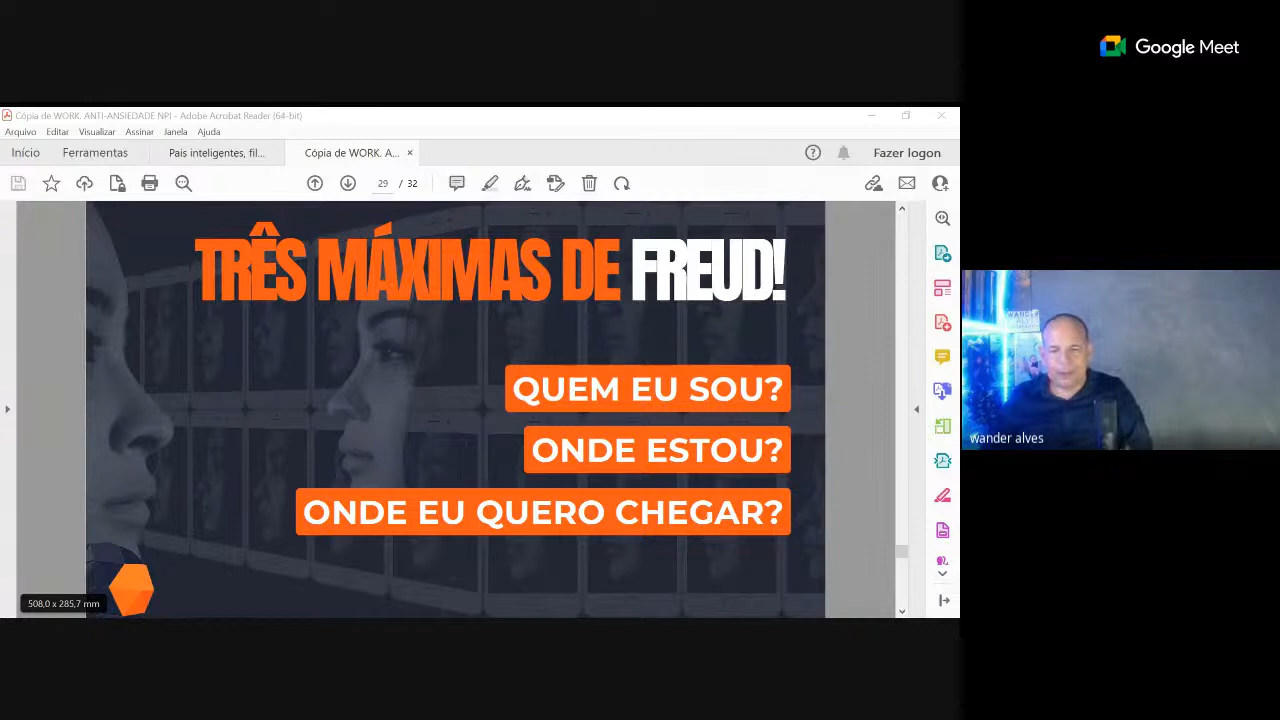 Google Meet
Cópia de WORK. ANTI-ANSIEDADE NPI - Adobe Acrobat Reader (64-bit)
Arquivo Editar Visualizar Assinar Janela Ajuda
Início Ferramentas Pais inteligentes, fil... Cópia de WORK. A... × Fazer logon
29 / 32
TRÊS MÁXIMAS DE FREUD!
QUEM EU SOU?
ONDE ESTOU?
ONDE EU QUERO CHEGAR?
508,0 x 285,7 mm
WANDER
ALVES
wander alves